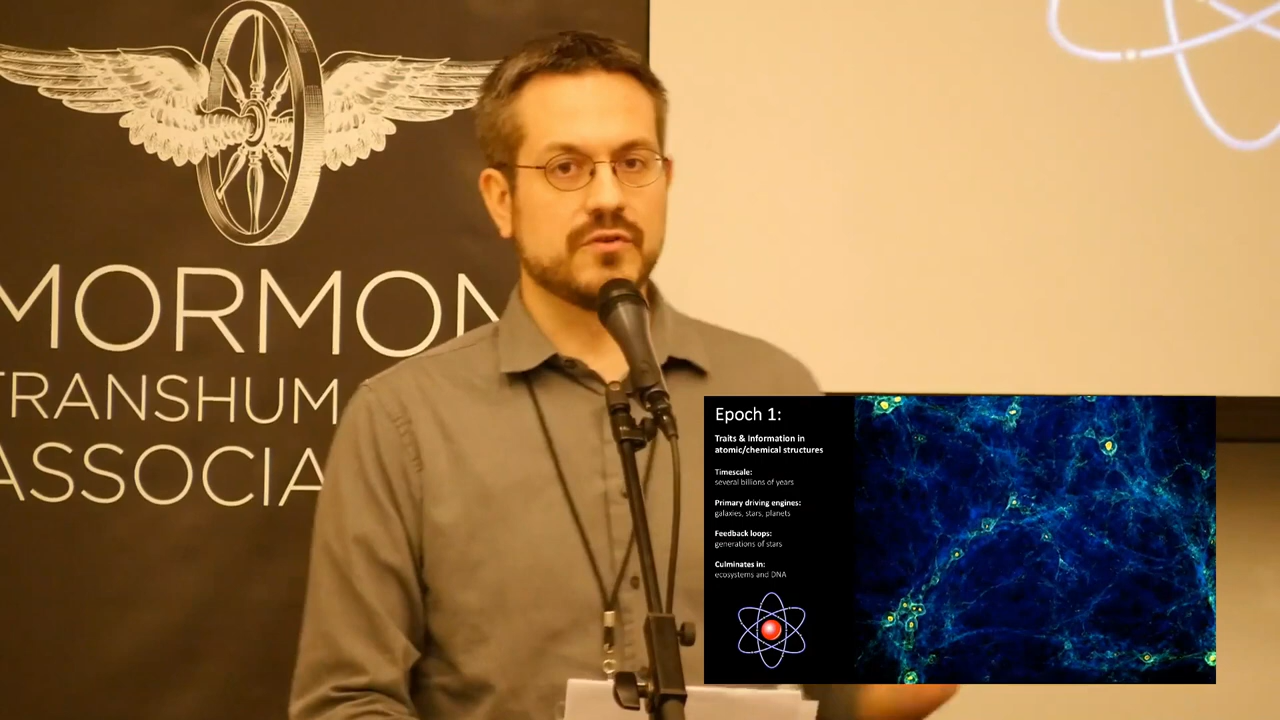 MORMON
TRANSHUM
ASSOCIA
Epoch 1:
Traits & Information in
atomic/chemical structures
Timescale:
several billions of years
Primary driving engines:
galaxies, stars, planets
Feedback loops:
generations of stars
Culminates in:
ecosystems and DNA